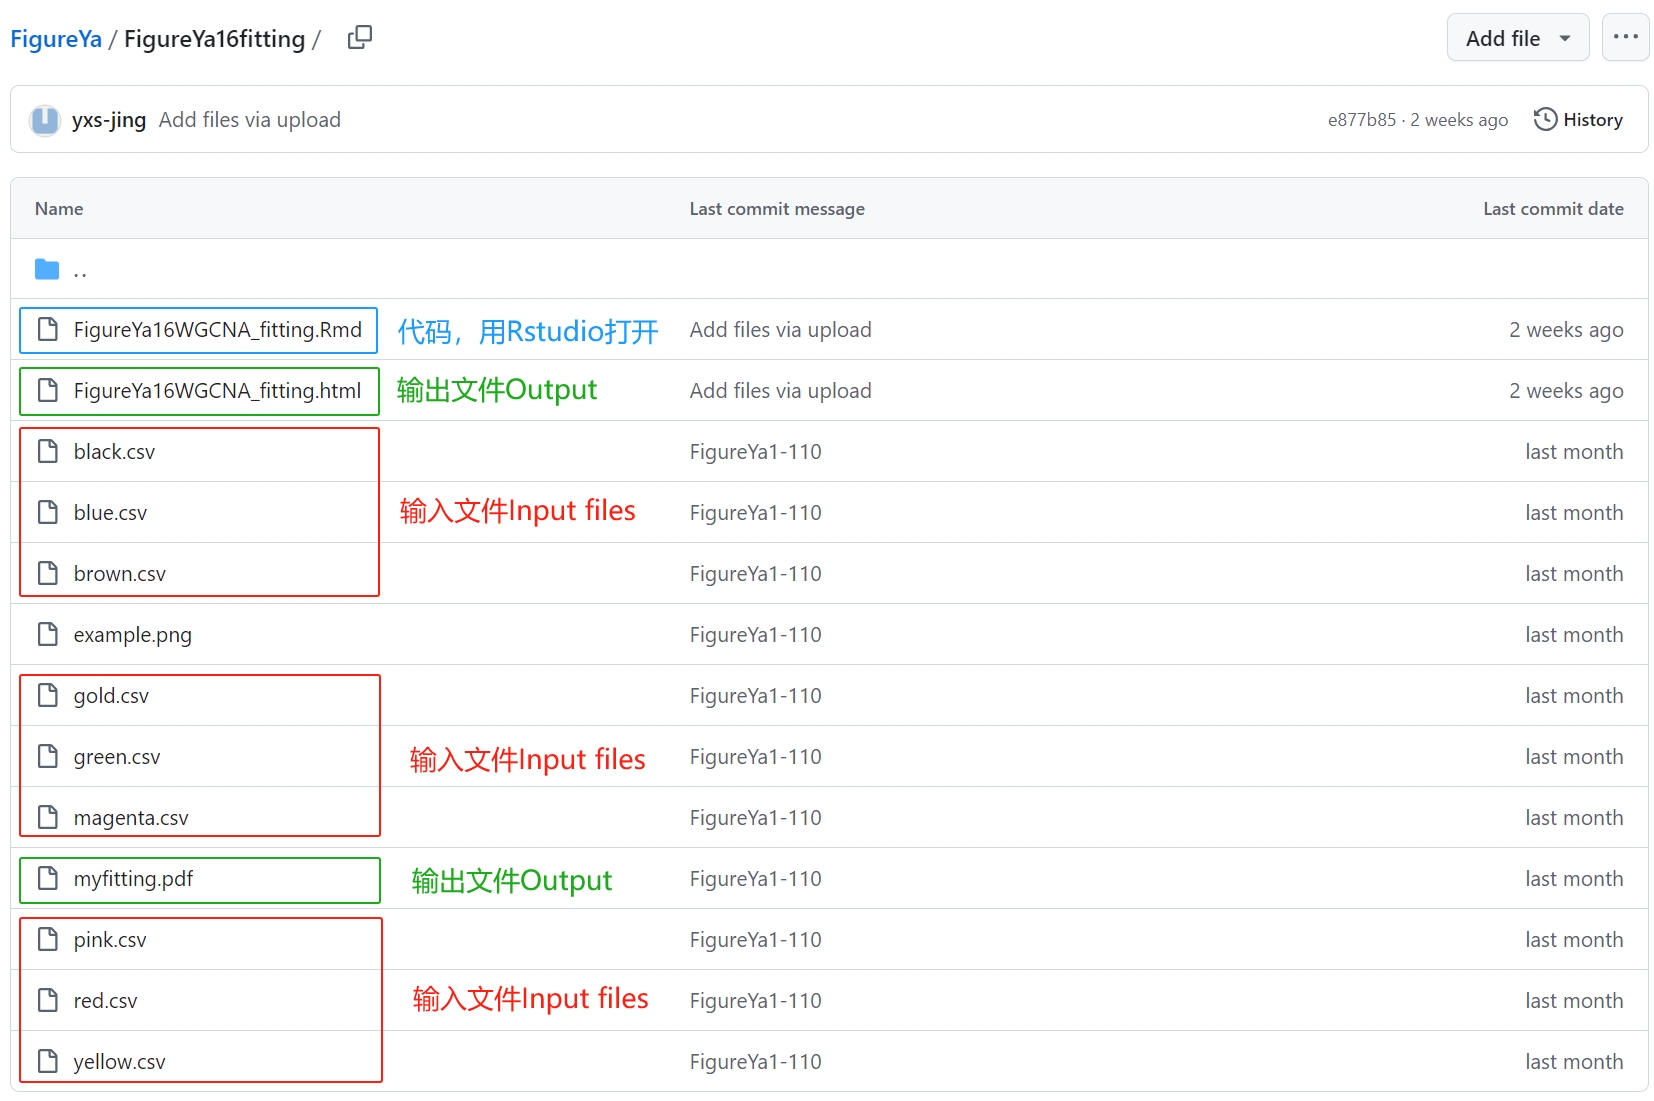 FigureYa / FigureYa16fitting /
Add file
yxs-jing Add files via upload
e877b85 · 2 weeks ago
History
Name Last commit message Last commit date
..
FigureYa16WGCNA_fitting.Rmd 代码，用Rstudio打开 Add files via upload 2 weeks ago
FigureYa16WGCNA_fitting.html 输出文件Output Add files via upload 2 weeks ago
black.csv FigureYa1-110 last month
blue.csv 输入文件Input files FigureYa1-110 last month
brown.csv FigureYa1-110 last month
example.png FigureYa1-110 last month
gold.csv FigureYa1-110 last month
green.csv 输入文件Input files FigureYa1-110 last month
magenta.csv FigureYa1-110 last month
myfitting.pdf 输出文件Output FigureYa1-110 last month
pink.csv FigureYa1-110 last month
red.csv 输入文件Input files FigureYa1-110 last month
yellow.csv FigureYa1-110 last month